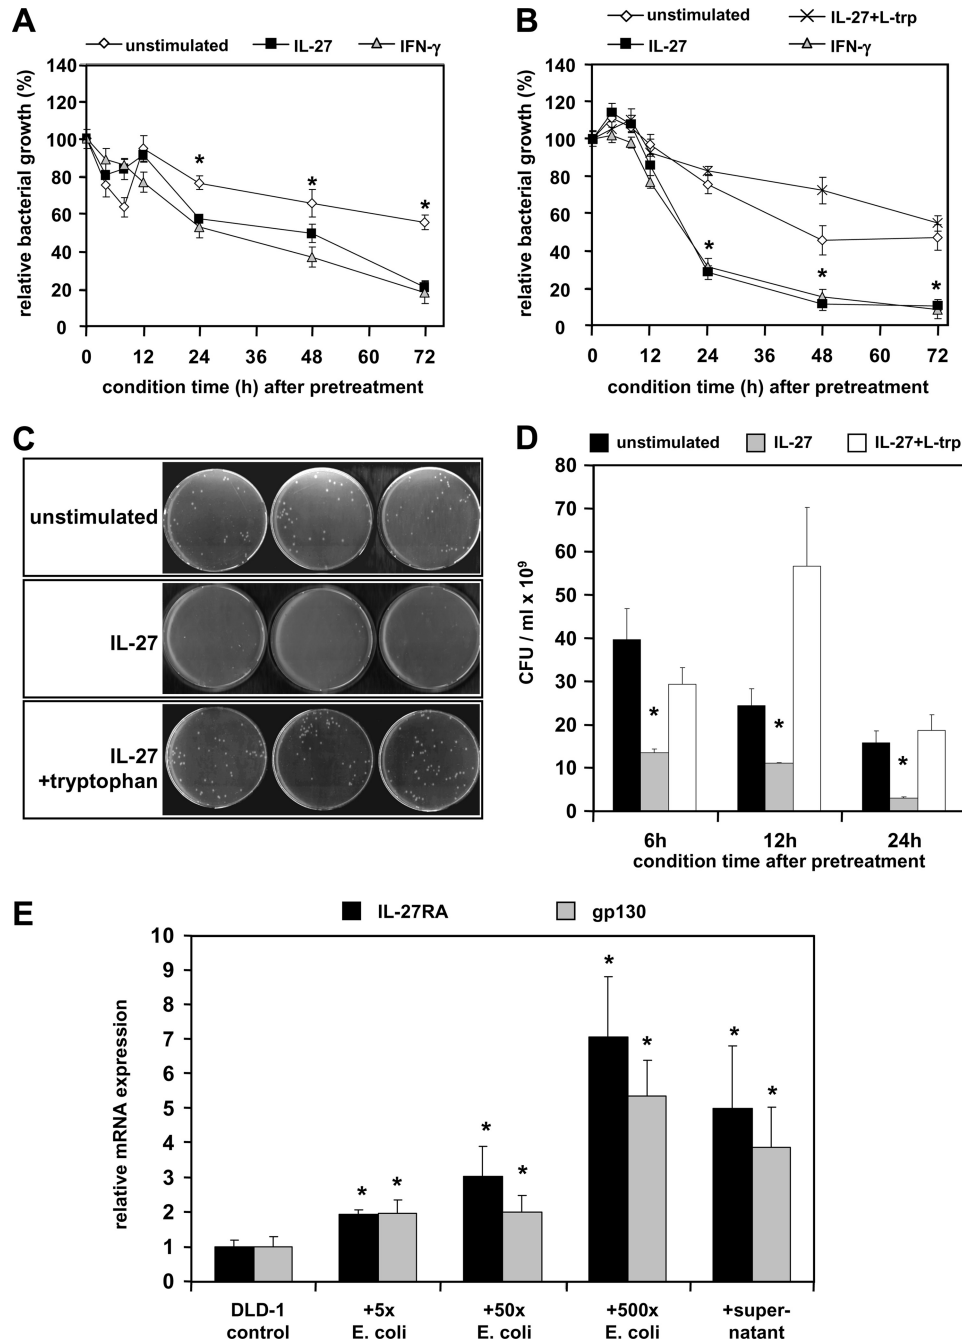 A
unstimulated IL-27 IFN-γ
relative bacterial growth (%)
140
120
100
80
60
40
20
0
* * *
0 12 24 36 48 60 72
condition time (h) after pretreatment
B
unstimulated IL-27+L-trp
IL-27 IFN-γ
relative bacterial growth (%)
140
120
100
80
60
40
20
0
* * *
0 12 24 36 48 60 72
condition time (h) after pretreatment
C
unstimulated
IL-27
IL-27
+tryptophan
D
unstimulated IL-27 IL-27+L-trp
CFU / ml x 10⁹
80
70
60
50
40
30
20
10
0
* * *
6h 12h 24h
condition time after pretreatment
E
IL-27RA gp130
relative mRNA expression
10
9
8
7
6
5
4
3
2
1
0
* * * * * * * *
DLD-1 +5x +50x +500x +super-
control E. coli E. coli E. coli natant